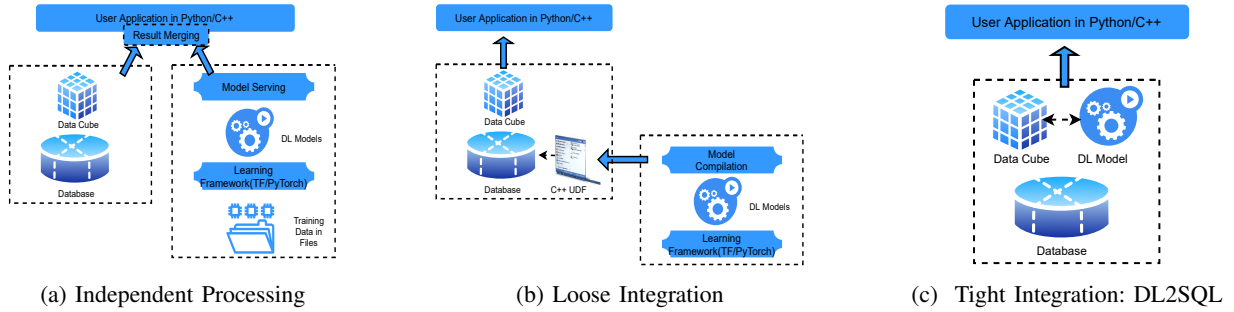 User Application in Python/C++
Result Merging
Data Cube
Database
Model Serving
DL Models
Learning
Framework(TF/PyTorch)
Training
Data in
Files
(a) Independent Processing
User Application in Python/C++
Data Cube
Database
C++ UDF
Model
Compilation
DL Models
Learning
Framework(TF/PyTorch)
(b) Loose Integration
User Application in Python/C++
Data Cube
DL Model
Database
(c) Tight Integration: DL2SQL